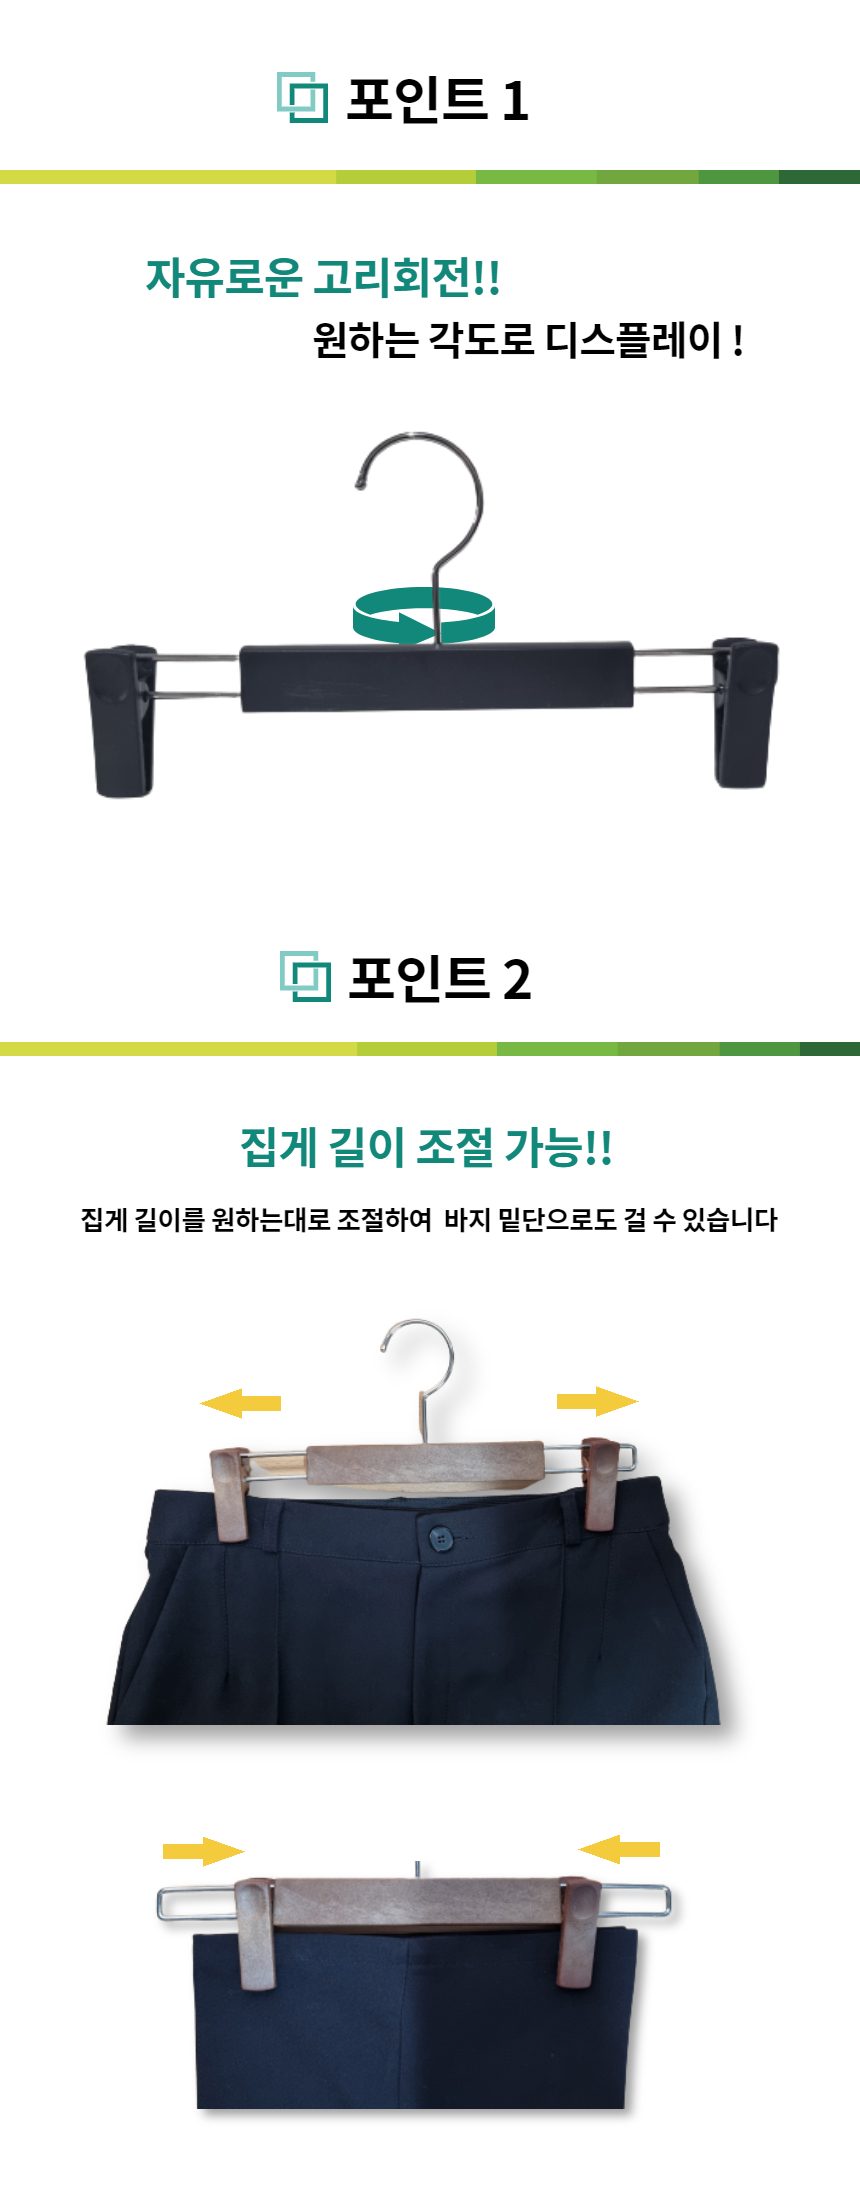 포인트 1
자유로운 고리회전!!
원하는 각도로 디스플레이 !
포인트 2
집게 길이 조절 가능!!
집게 길이를 원하는대로 조절하여 바지 밑단으로도 걸 수 있습니다